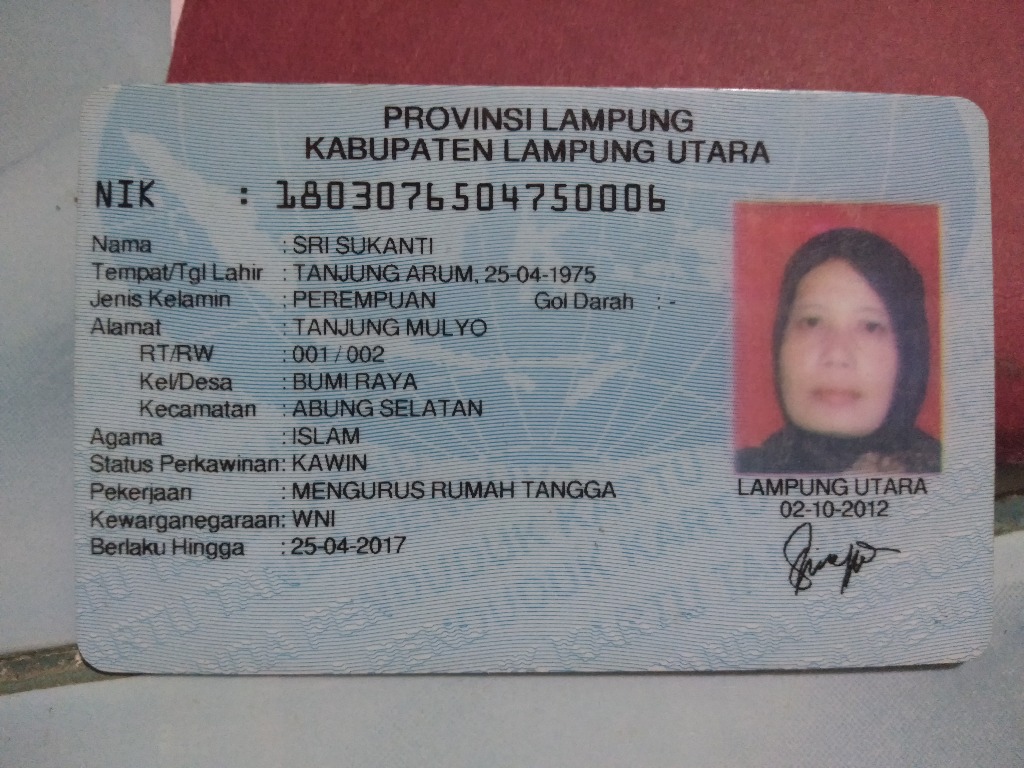 PROVINSI LAMPUNG
KABUPATEN LAMPUNG UTARA
NIK : 1803076504750006
Nama : SRI SUKANTI
Tempat/Tgl Lahir : TANJUNG ARUM, 25-04-1975
Jenis Kelamin : PEREMPUAN Gol Darah : -
Alamat : TANJUNG MULYO
RT/RW : 001 / 002
Kel/Desa : BUMI RAYA
Kecamatan : ABUNG SELATAN
Agama : ISLAM
Status Perkawinan: KAWIN
Pekerjaan : MENGURUS RUMAH TANGGA
Kewarganegaraan: WNI
Berlaku Hingga : 25-04-2017
LAMPUNG UTARA
02-10-2012